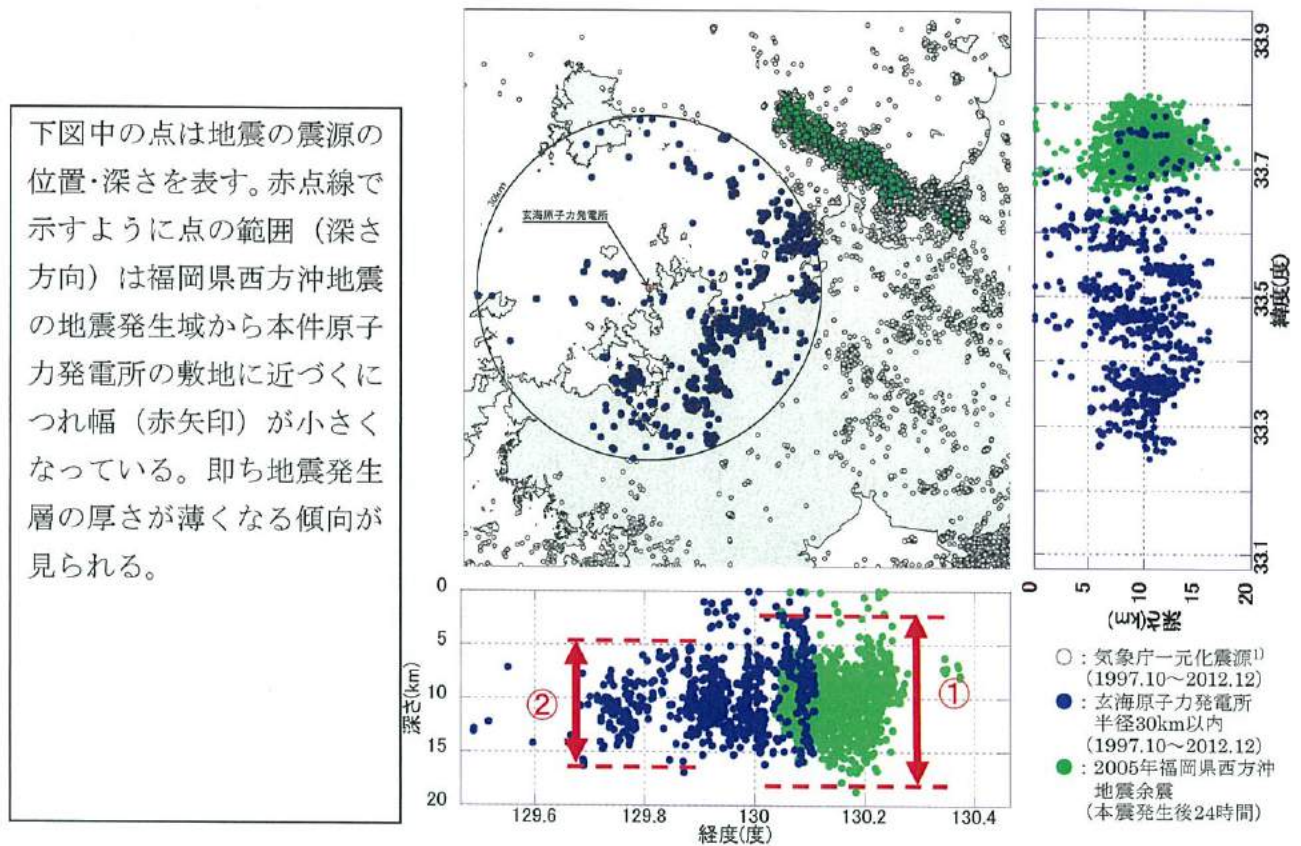 下図中の点は地震の震源の
位置・深さを表す。赤点線で
示すように点の範囲（深さ
方向）は福岡県西方沖地震
の地震発生域から本件原子
力発電所の敷地に近づくに
つれ幅（赤矢印）が小さく
なっている。即ち地震発生
層の厚さが薄くなる傾向が
見られる。
30km
玄海原子力発電所
33.9
33.7
33.5
33.3
33.1
緯度(度)
0
5
10
15
20
深さ(km)
0
5
10
15
20
深さ(km)
②
①
129.6
129.8
130
130.2
130.4
経度(度)
○：気象庁一元化震源1)
(1997.10～2012.12)
●：玄海原子力発電所
半径30km以内
(1997.10～2012.12)
●：2005年福岡県西方沖
地震余震
(本震発生後24時間)